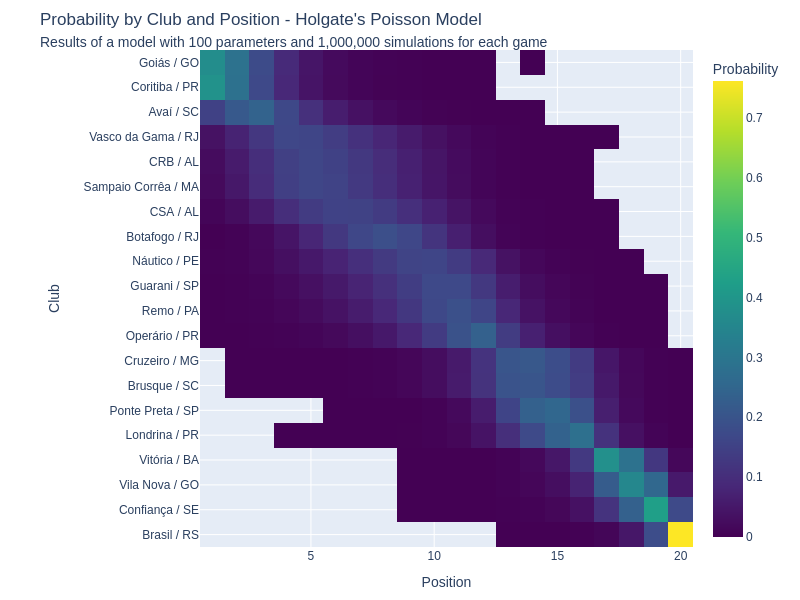 Probability by Club and Position - Holgate's Poisson Model
Results of a model with 100 parameters and 1,000,000 simulations for each game
Probability
Goiás / GO
Coritiba / PR
Avaí / SC
Vasco da Gama / RJ
CRB / AL
Sampaio Corrêa / MA
CSA / AL
Botafogo / RJ
Náutico / PE
Guarani / SP
Remo / PA
Operário / PR
Cruzeiro / MG
Brusque / SC
Ponte Preta / SP
Londrina / PR
Vitória / BA
Vila Nova / GO
Confiança / SE
Brasil / RS
Club
5 10 15 20
Position
0.7
0.6
0.5
0.4
0.3
0.2
0.1
0